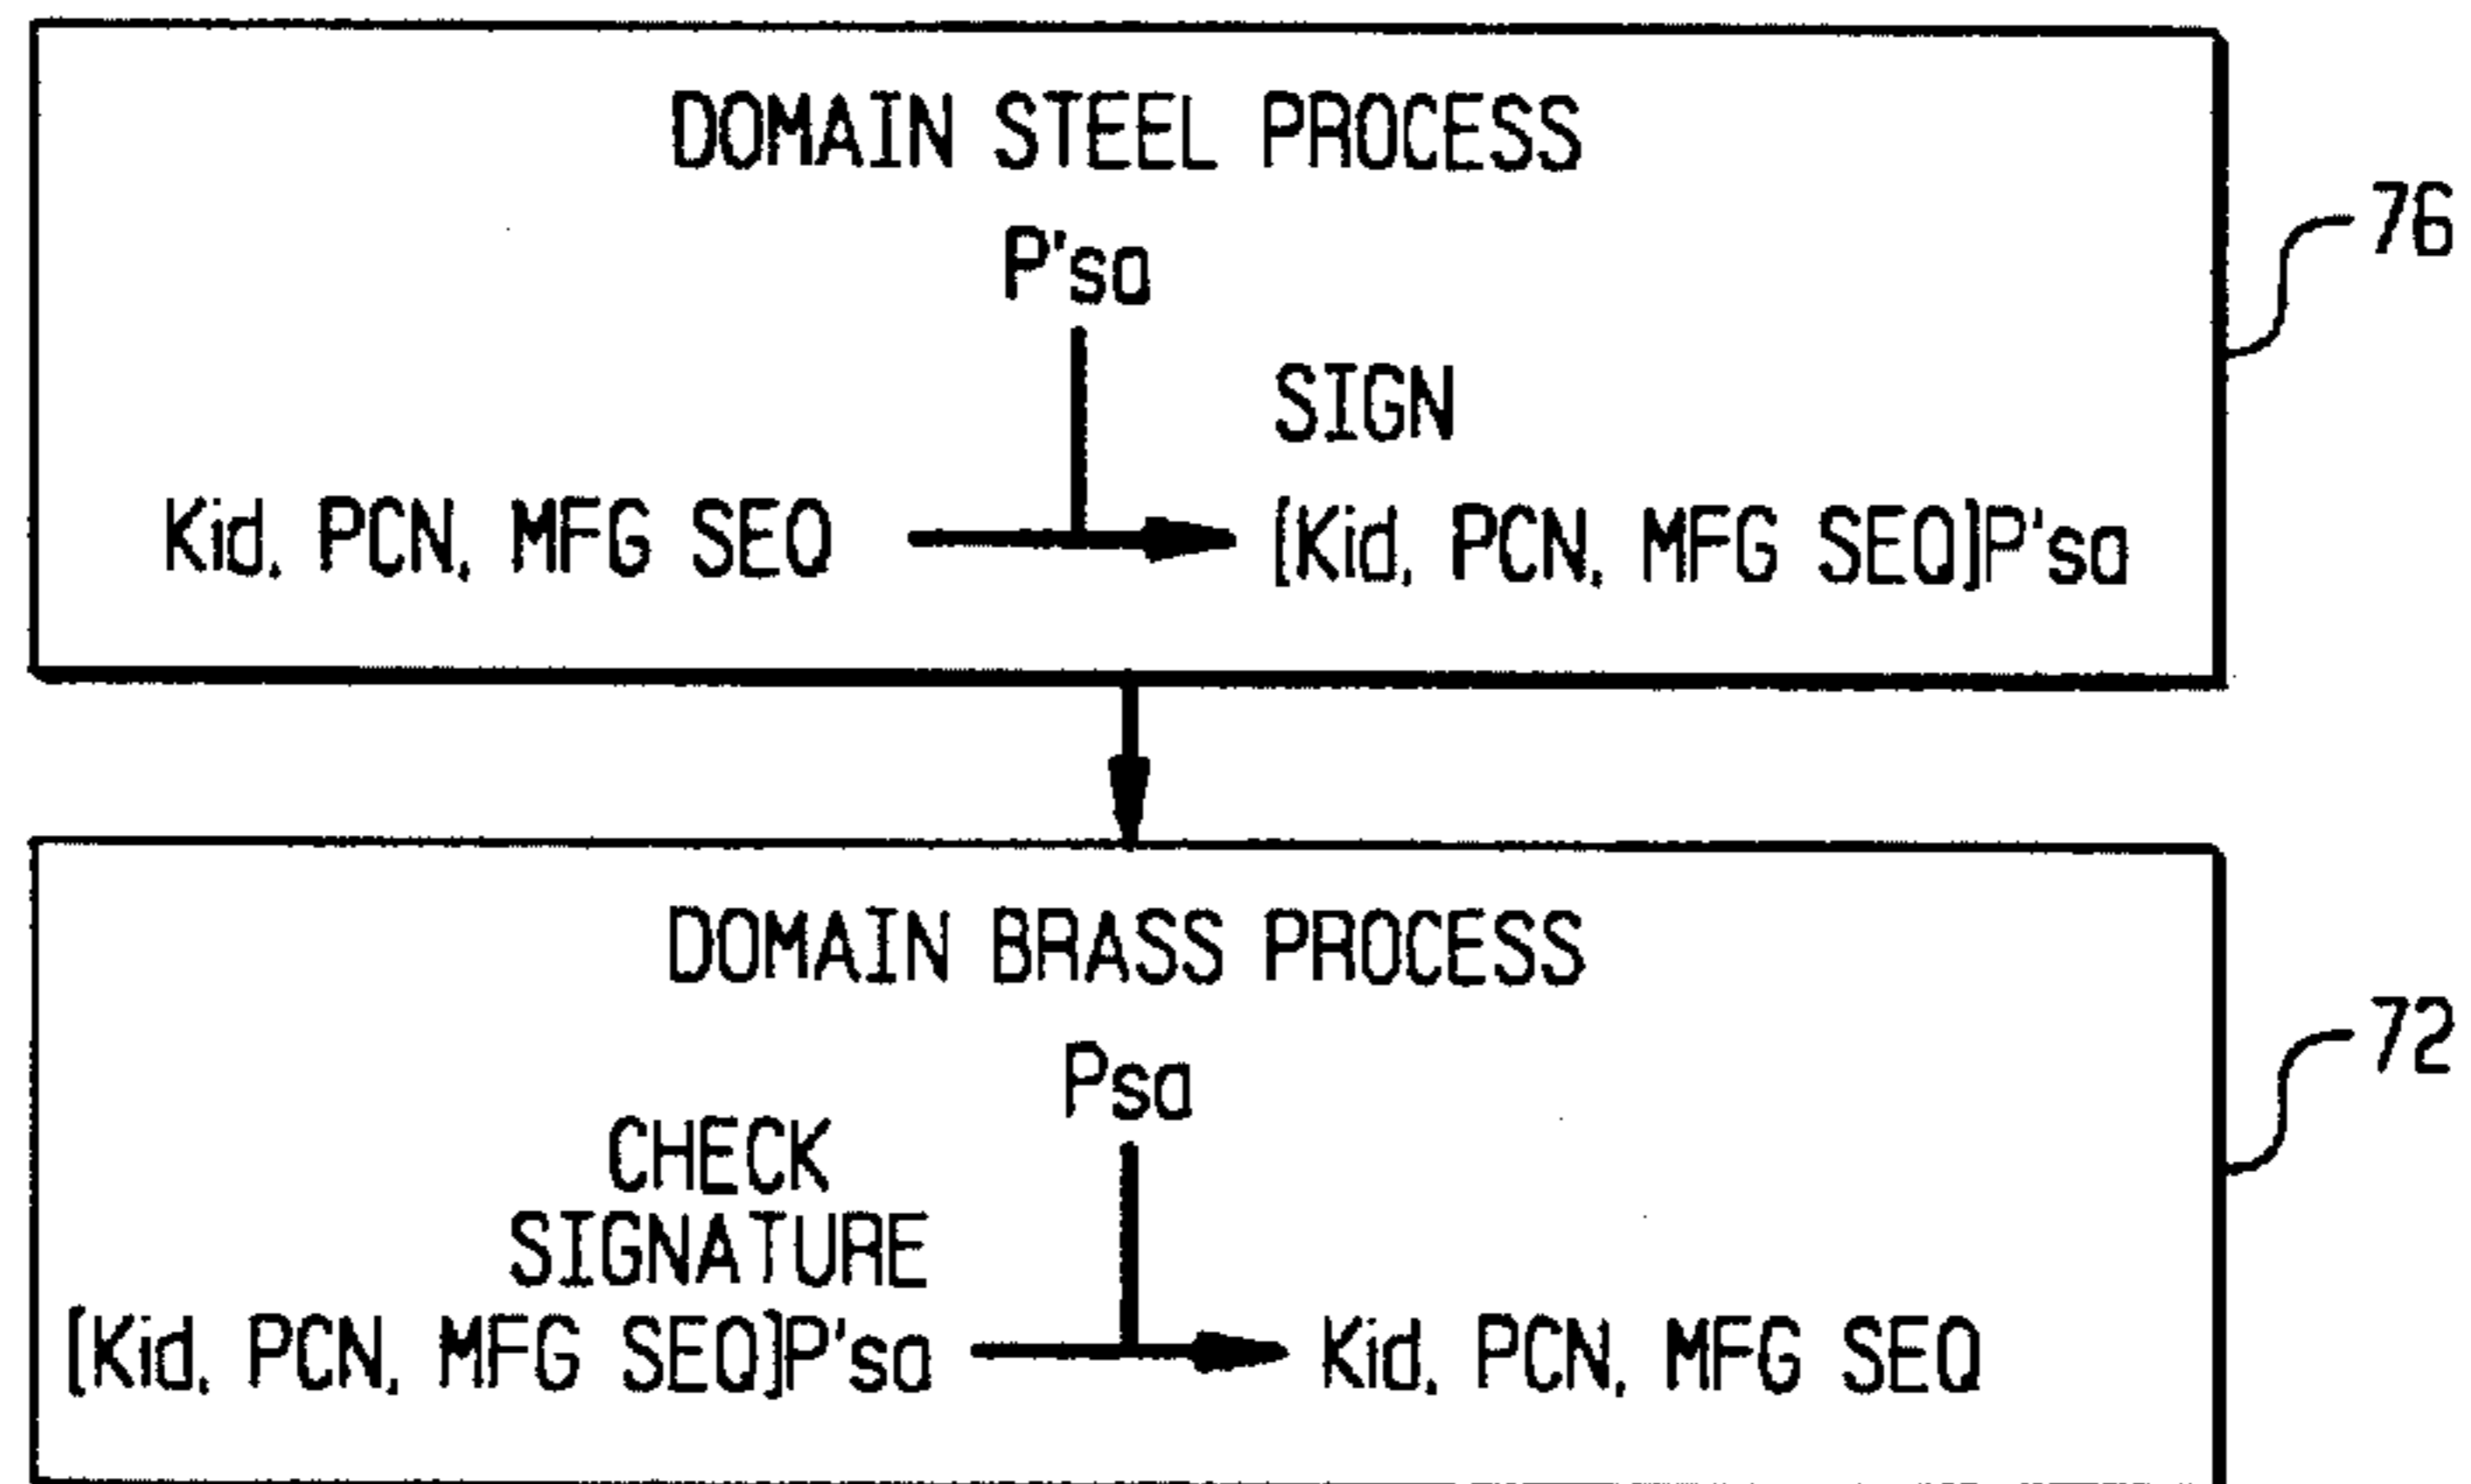 DOMAIN STEEL PROCESS
P'sa
76
SIGN
Kid, PCN, MFG SEQ
[Kid, PCN, MFG SEQ]P'sa
DOMAIN BRASS PROCESS
Psa
72
CHECK
SIGNATURE
[Kid, PCN, MFG SEQ]P'sa
Kid, PCN, MFG SEQ